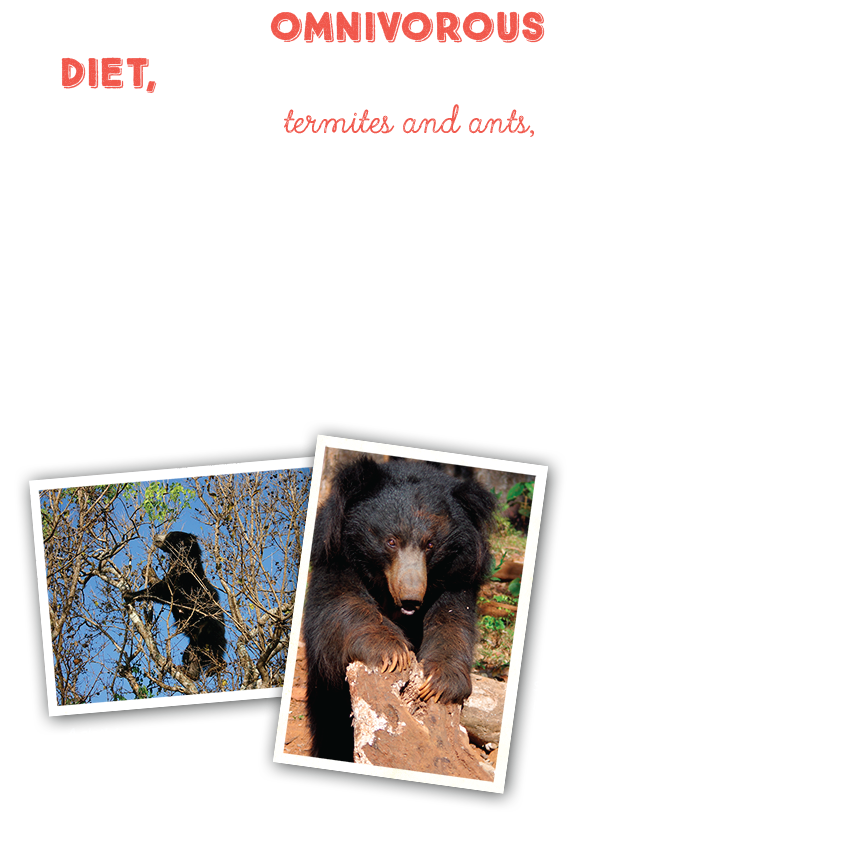 OMNIVOROUS
DIET,
termites and ants,